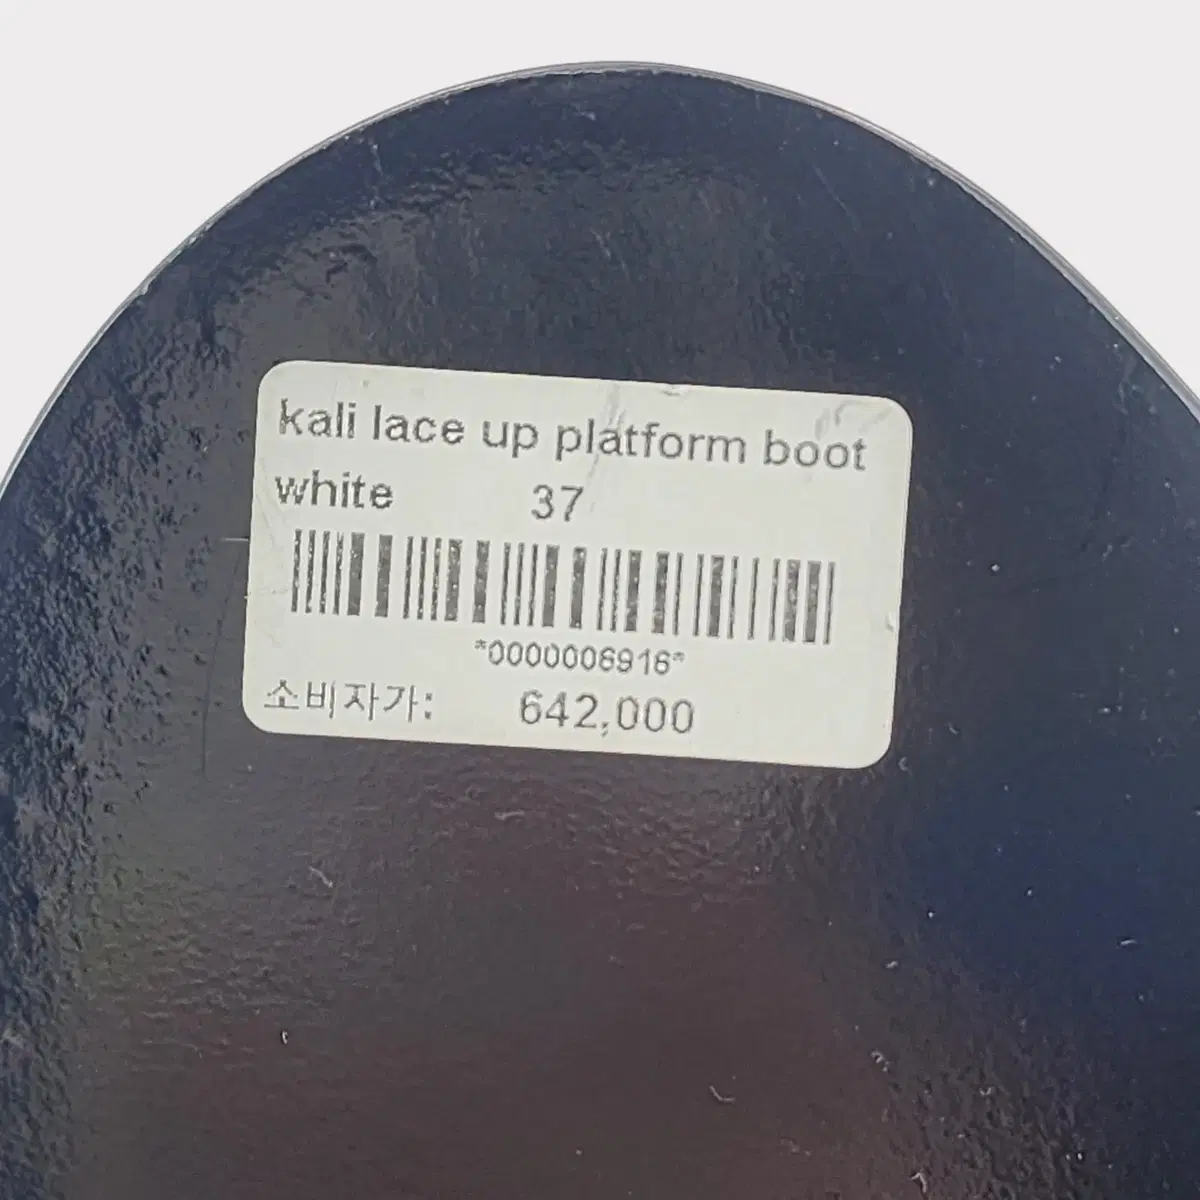 kali lace up platform boot
white 37
*0000006916*
소비자가: 642,000